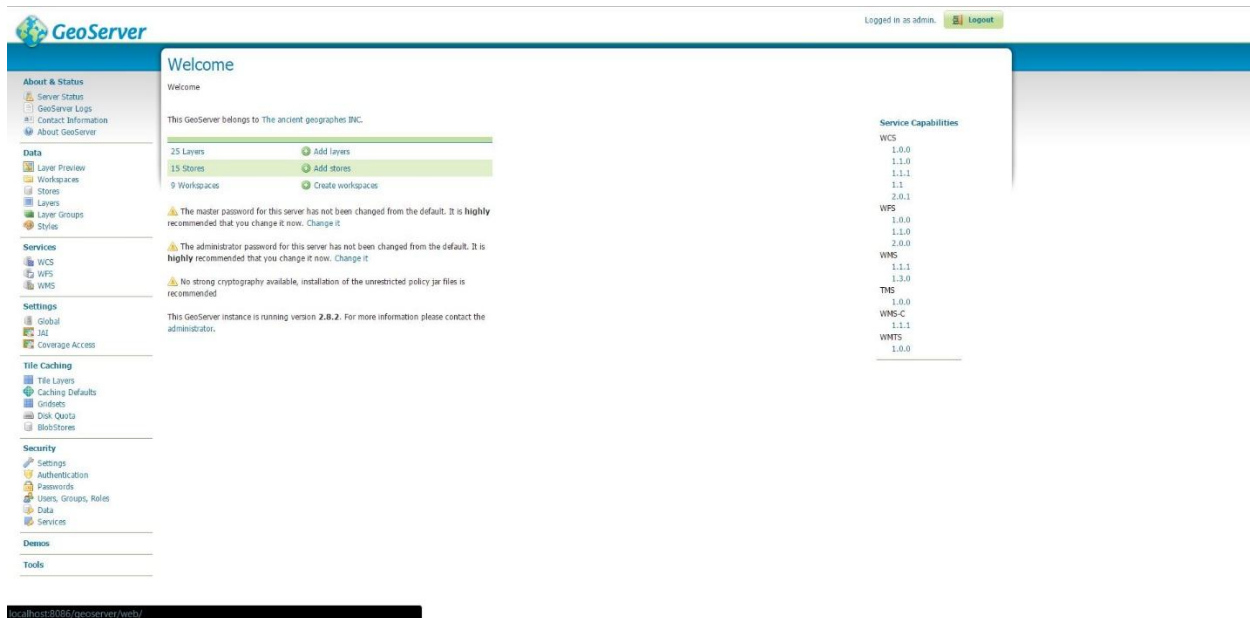 GeoServer
Logged in as admin.
Logout
Welcome
Welcome
This GeoServer belongs to The ancient geographes INC.
25 Layers Add layers
15 Stores Add stores
9 Workspaces Create workspaces
The master password for this server has not been changed from the default. It is highly
recommended that you change it now. Change it
The administrator password for this server has not been changed from the default. It is
highly recommended that you change it now. Change it
No strong cryptography available, installation of the unrestricted policy jar files is
recommended
This GeoServer instance is running version 2.8.2. For more information please contact the
administrator.
About & Status
Server Status
GeoServer Logs
Contact Information
About GeoServer
Data
Layer Preview
Workspaces
Stores
Layers
Layer Groups
Styles
Services
WCS
WFS
WMS
Settings
Global
JAI
Coverage Access
Tile Caching
Tile Layers
Caching Defaults
Gridsets
Disk Quota
BlobStores
Security
Settings
Authentication
Passwords
Users, Groups, Roles
Data
Services
Demos
Tools
Service Capabilities
WCS
1.0.0
1.1.0
1.1.1
1.1
2.0.1
WFS
1.0.0
1.1.0
2.0.0
WMS
1.1.1
1.3.0
TMS
1.0.0
WMS-C
1.1.1
WMTS
1.0.0
localhost:8086/geoserver/web/